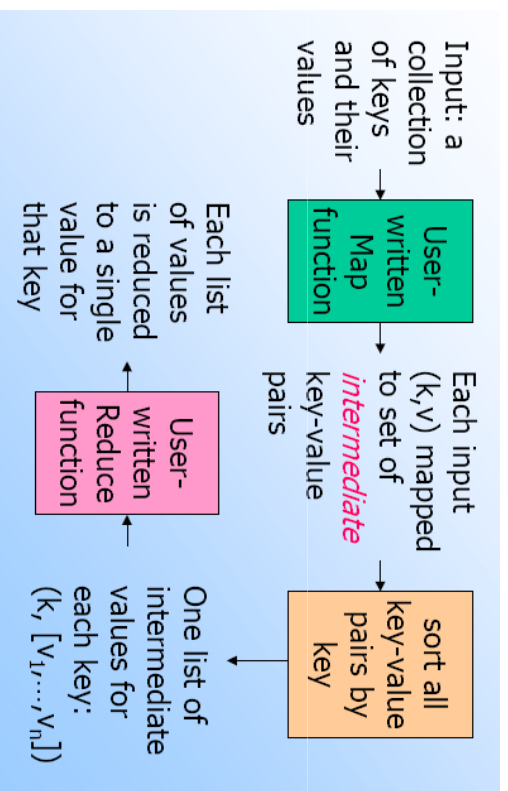 Input: a
collection
of keys
and their
values
User-
written
Map
function
Each input
(k,v) mapped
to set of
intermediate
key-value
pairs
sort all
key-value
pairs by
key
One list of
intermediate
values for
each key:
(k, [v₁,...,vₙ])
User-
written
Reduce
function
Each list
of values
is reduced
to a single
value for
that key